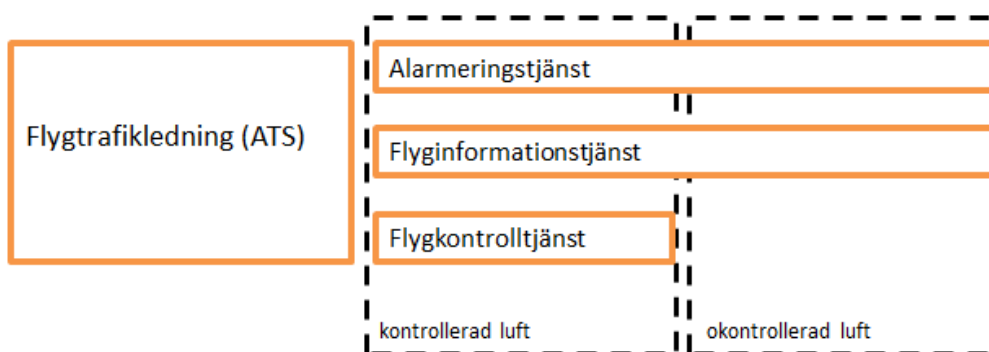 Flygtrafikledning (ATS)
Alarmeringstjänst
Flyginformationstjänst
Flygkontrolltjänst
kontrollerad luft
okontrollerad luft